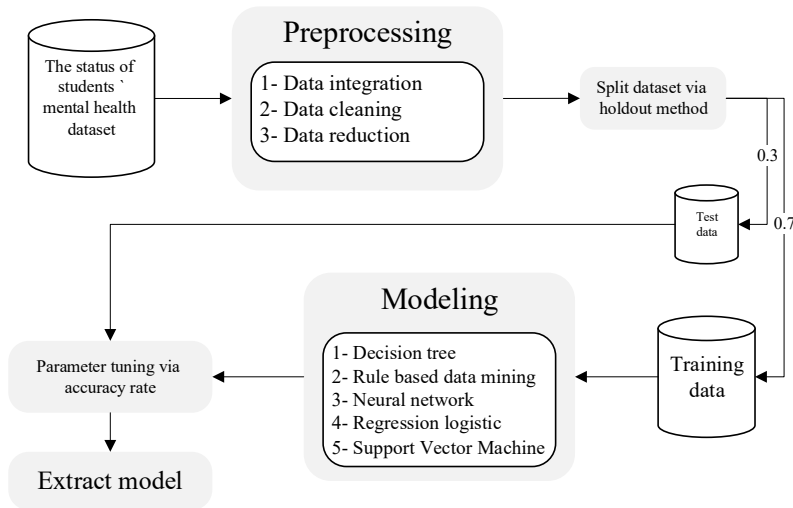 The status of
students `
mental health
dataset
Preprocessing
1- Data integration
2- Data cleaning
3- Data reduction
Split dataset via
holdout method
0.3
0.7
Test
data
Training
data
Modeling
1- Decision tree
2- Rule based data mining
3- Neural network
4- Regression logistic
5- Support Vector Machine
Parameter tuning via
accuracy rate
Extract model